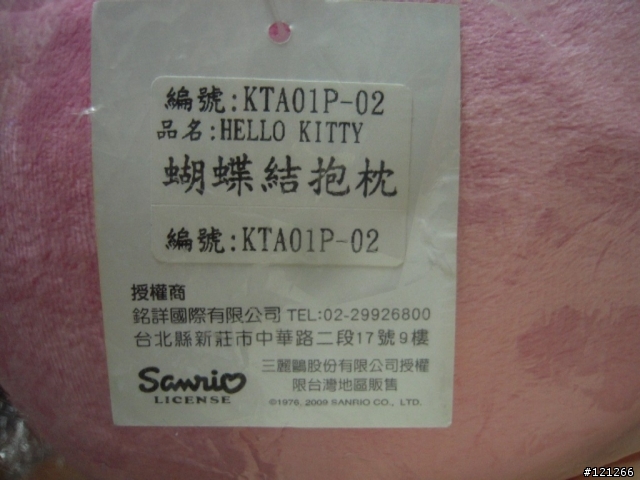 編號:KTA01P-02
品名:HELLO KITTY
蝴蝶結抱枕
編號:KTA01P-02
授權商
銘詳國際有限公司 TEL:02-29926800
台北縣新莊市中華路二段17號9樓
Sanrio
LICENSE
三麗鷗股份有限公司授權
限台灣地區販售
©1976, 2009 SANRIO CO., LTD.
#121266